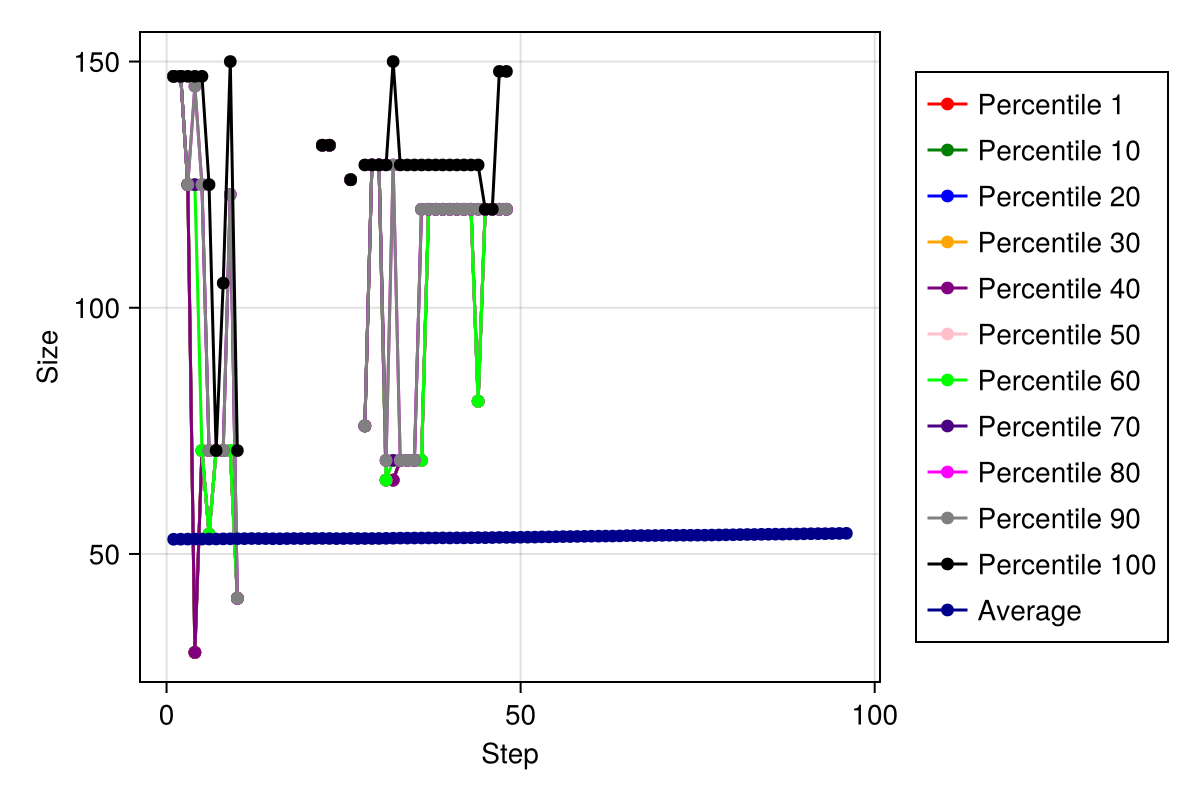 150
100
50
Size
0
50
100
Step
Percentile 1
Percentile 10
Percentile 20
Percentile 30
Percentile 40
Percentile 50
Percentile 60
Percentile 70
Percentile 80
Percentile 90
Percentile 100
Average